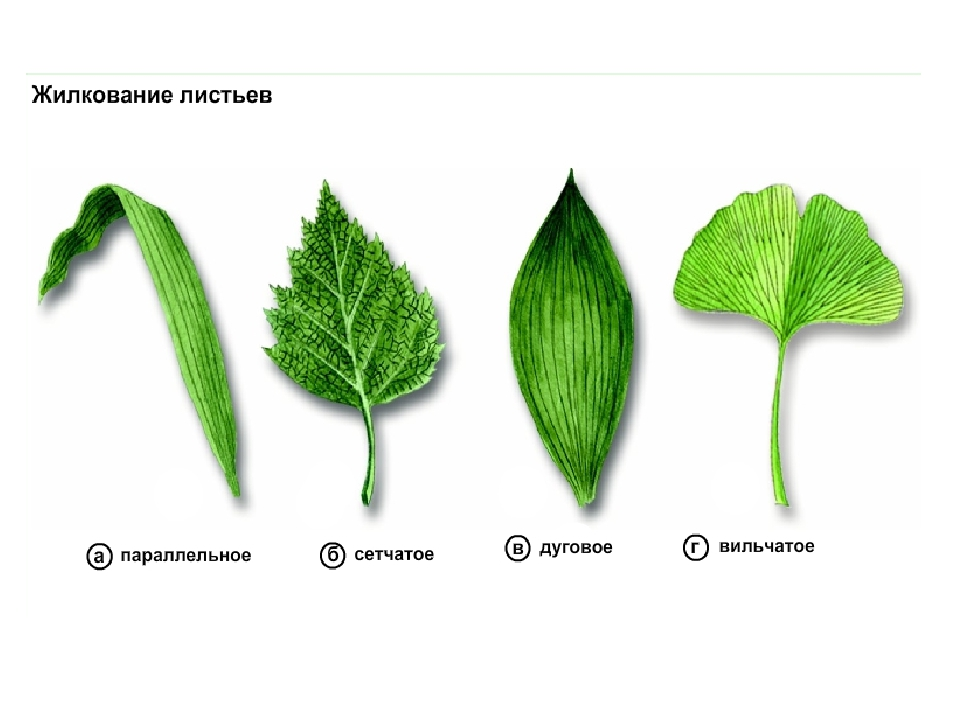 Жилкование листьев
а параллельное
б сетчатое
в дуговое
г вильчатое